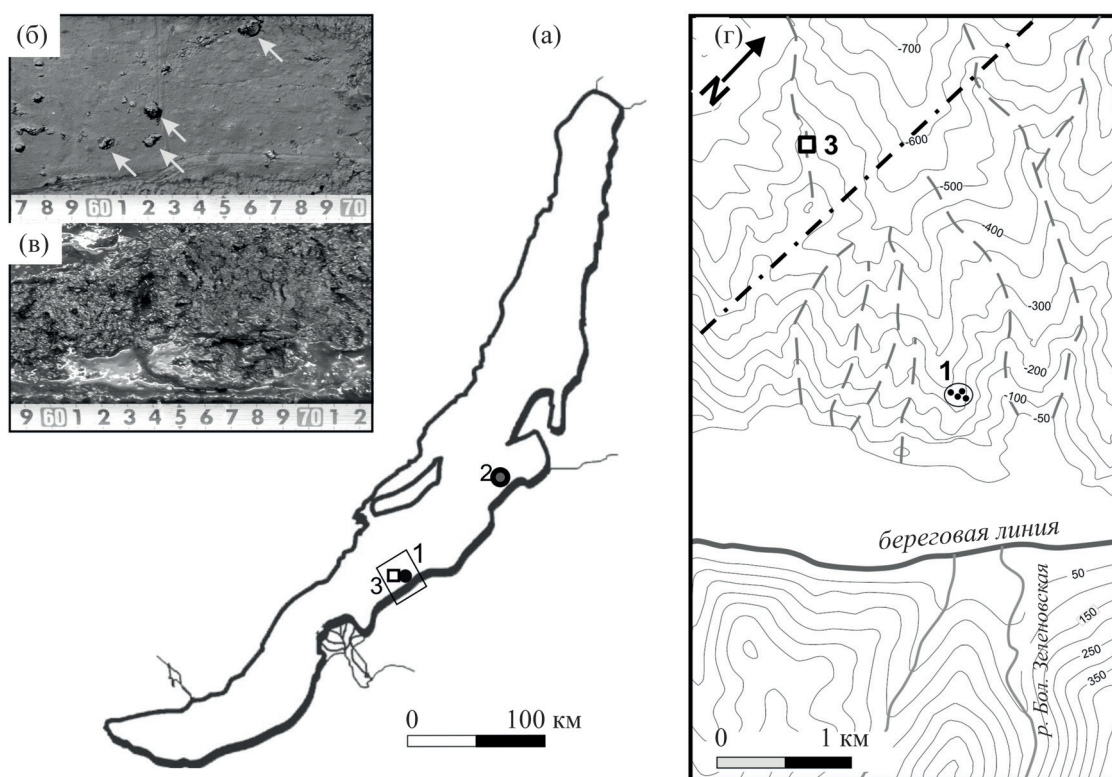 (б)
7 8 9 60 1 2 3 4 5 6 7 8 9 70
(в)
9 60 1 2 3 4 5 6 7 8 9 70 1 2
(а)
2
1
3
0 100 км
(г)
N
-700
3
-600
-500
-400
-300
-200
1
-100
-50
береговая линия
50
150
250
350
р. Бол. Зеленовская
0 1 км